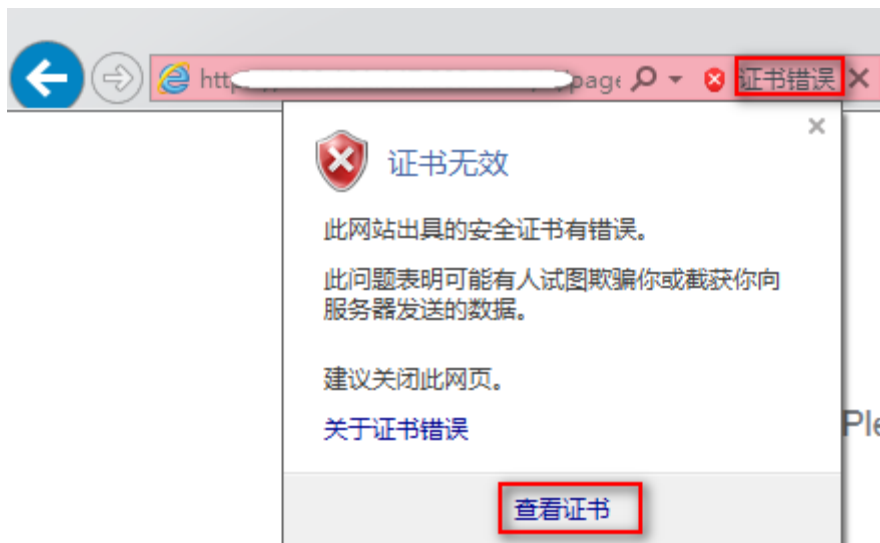 htt
page
证书错误
证书无效
此网站出具的安全证书有错误。
此问题表明可能有人试图欺骗你或截获你向
服务器发送的数据。
建议关闭此网页。
关于证书错误
Ple
查看证书